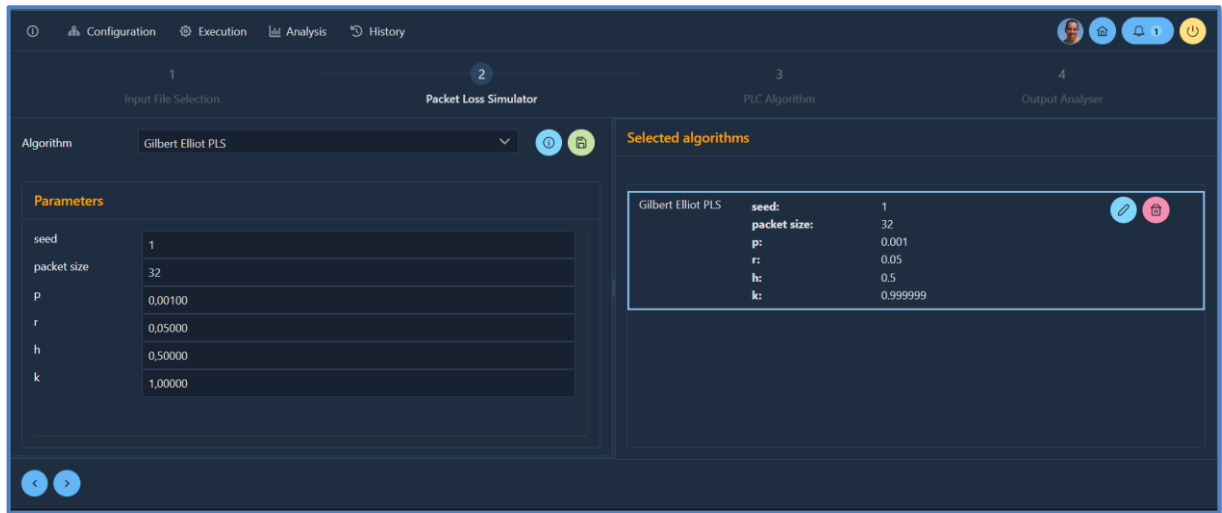 Configuration Execution Analysis History 1
1 2 3 4
Input File Selection Packet Loss Simulator PLC Algorithm Output Analyser
Algorithm Gilbert Elliot PLS
Parameters
seed 1
packet size 32
p 0,00100
r 0,05000
h 0,50000
k 1,00000
Selected algorithms
Gilbert Elliot PLS seed: 1
packet size: 32
p: 0.001
r: 0.05
h: 0.5
k: 0.999999